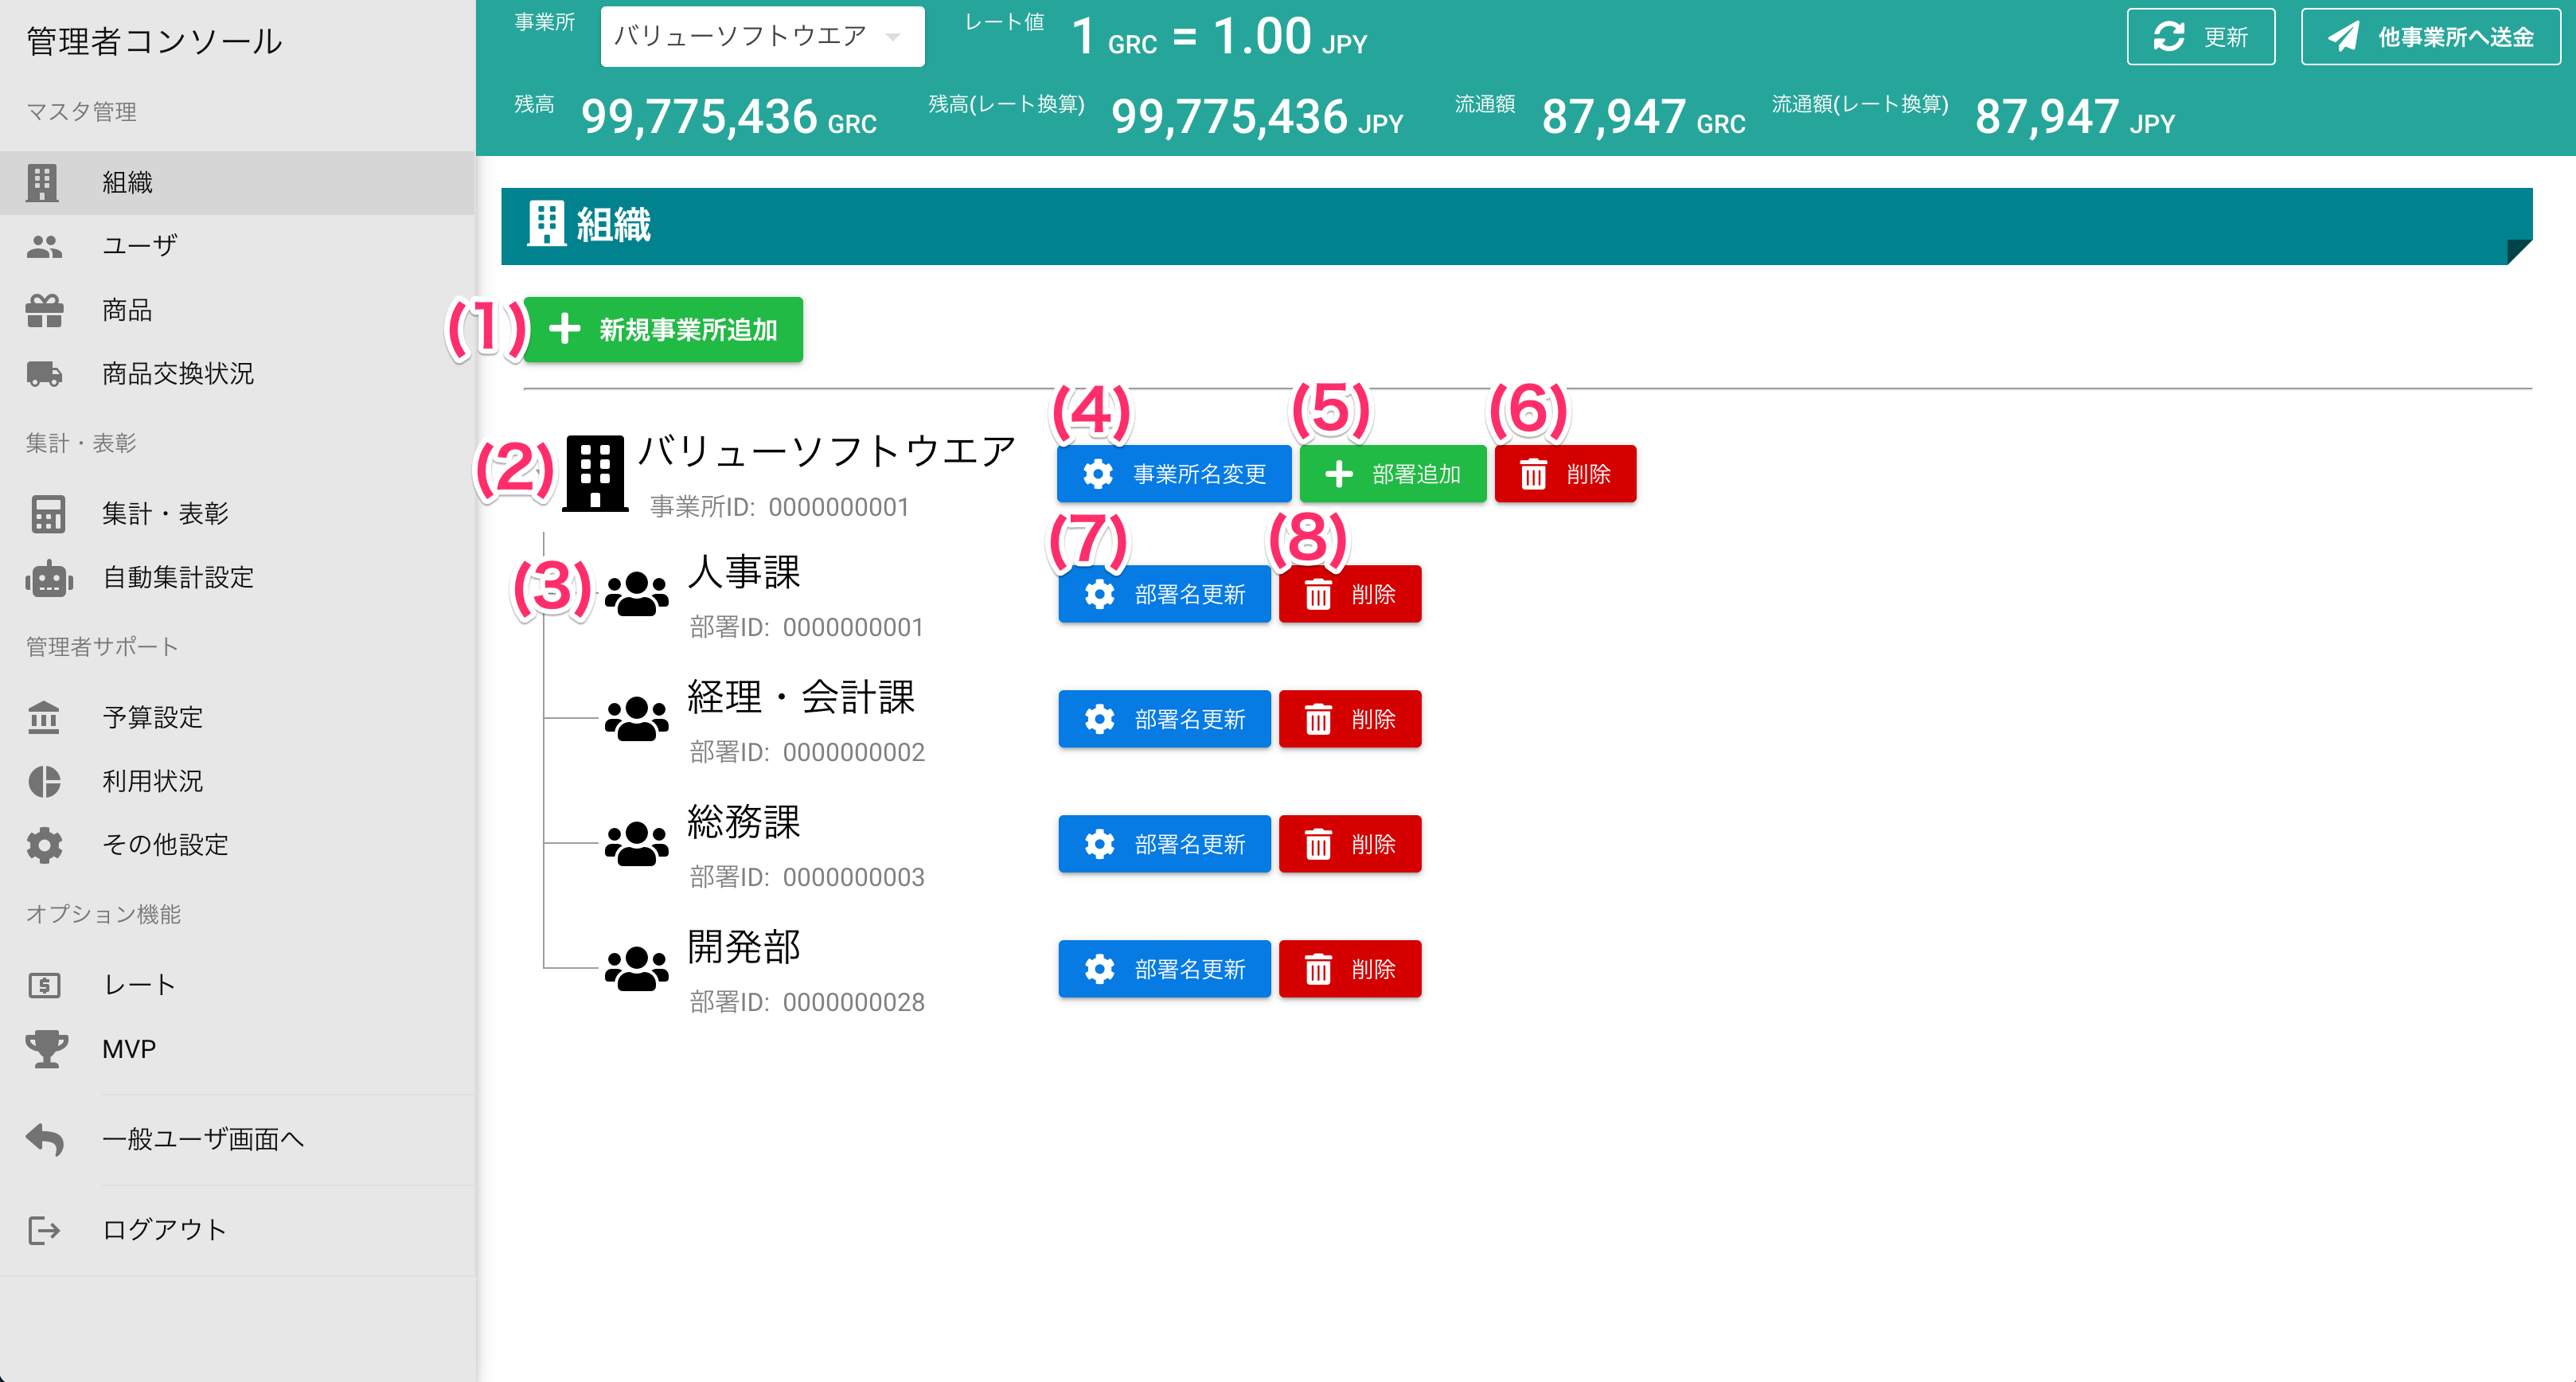 管理者コンソール
マスタ管理
組織
ユーザ
商品
商品交換状況
集計・表彰
集計・表彰
自動集計設定
管理者サポート
予算設定
利用状況
その他設定
オプション機能
レート
MVP
一般ユーザ画面へ
ログアウト
事業所 バリューソフトウエア レート値 1 GRC = 1.00 JPY 更新 他事業所へ送金
残高 99,775,436 GRC 残高(レート換算) 99,775,436 JPY 流通額 87,947 GRC 流通額(レート換算) 87,947 JPY
組織
(1) 新規事業所追加
(4) (5) (6)
(2) バリューソフトウエア 事業所名変更 部署追加 削除
事業所ID: 0000000001
(7) (8)
(3) 人事課 部署名更新 削除
部署ID: 0000000001
経理・会計課 部署名更新 削除
部署ID: 0000000002
総務課 部署名更新 削除
部署ID: 0000000003
開発部 部署名更新 削除
部署ID: 0000000028